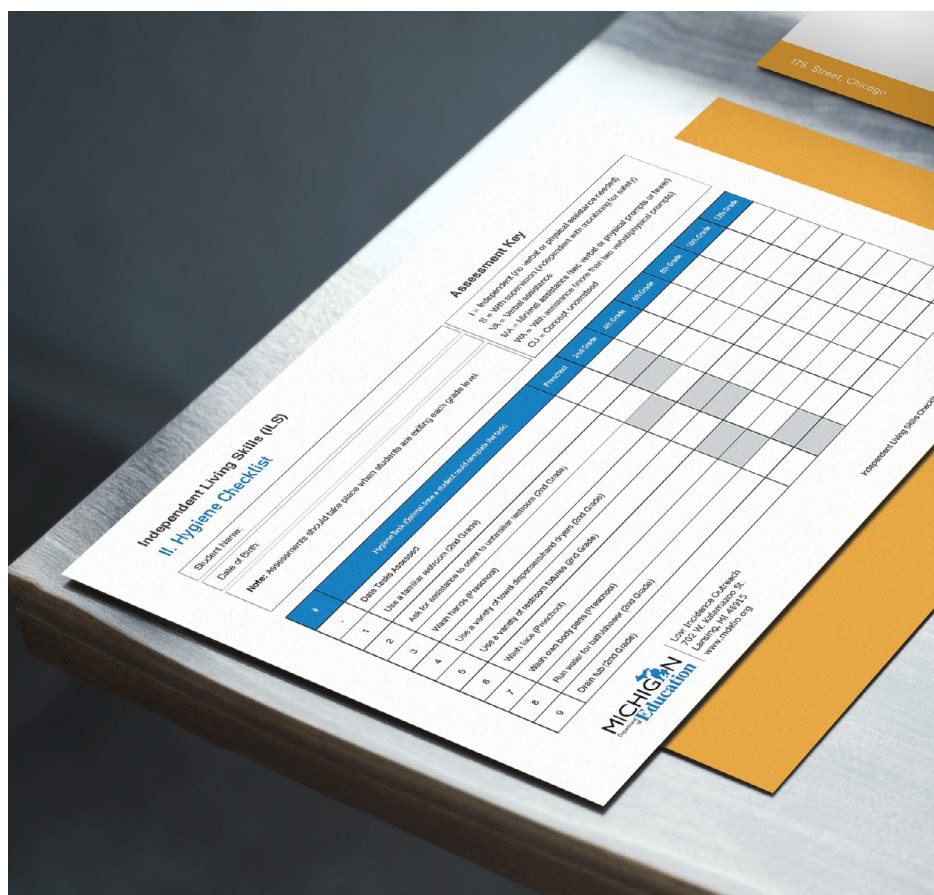 175. Street, Chicago
Independent Living Skills (ILS)
II. Hygiene Checklist
Student Name:
Date of Birth:
Note: Assessments should take place when students are exiting each grade level.
Assessment Key
I = Independent (no verbal or physical assistance needed)
S = With supervision (independent with monitoring for safety)
VA = Verbal assistance
MA = Minimal assistance (two verbal or physical prompts or fewer)
WA = With assistance (more than two verbal/physical prompts)
CU = Concept understood
# Hygiene Task (Optimal time a student could complete the task) Preschool 2nd Grade 4th Grade 6th Grade 8th Grade 10th Grade 12th Grade
- Date Tasks Assessed
1 Use a familiar restroom (2nd Grade)
2 Ask for assistance to orient to unfamiliar restroom (2nd Grade)
3 Wash hands (Preschool)
4 Use a variety of towel dispensers/hand dryers (2nd Grade)
5 Use a variety of restroom fixtures (2nd Grade)
6 Wash face (Preschool)
7 Wash own body parts (Preschool)
8 Run water for bath/shower (2nd Grade)
9 Drain tub (2nd Grade)
MICHIGAN
Department of Education
Low Incidence Outreach
702 W. Kalamazoo St.
Lansing, MI 48915
www.mdelio.org
Independent Living Skills Checkli